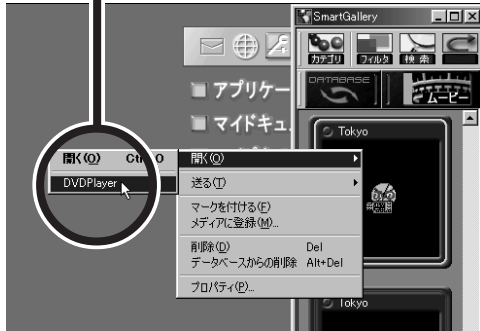 SmartGallery
カテゴリ フィルタ 検索
DATABASE
ムービー
アプリケー
マイドキュ
Tokyo
開く(O) Ctrl+O
DVDPlayer
開く(O)
送る(T)
マークを付ける(F)
メディアに登録(M)...
削除(D) Del
データベースからの削除 Alt+Del
プロパティ(P)...
Tokyo